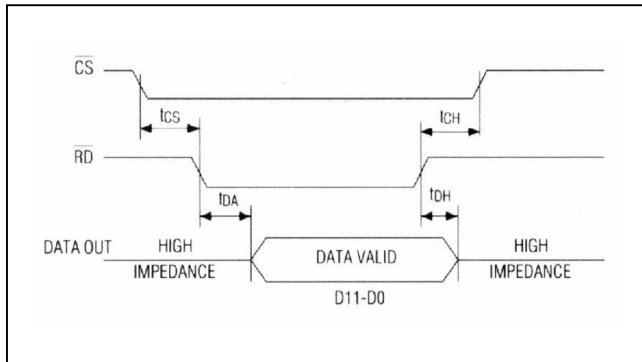 CS
tCS
tCH
RD
tDA
tDH
DATA OUT
HIGH
IMPEDANCE
DATA VALID
HIGH
IMPEDANCE
D11-D0